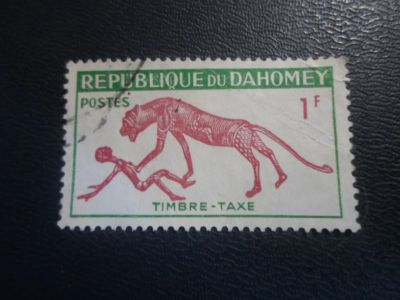 REPUBLIQUE DU DAHOMEY
POSTES 1F
TIMBRE-TAXE